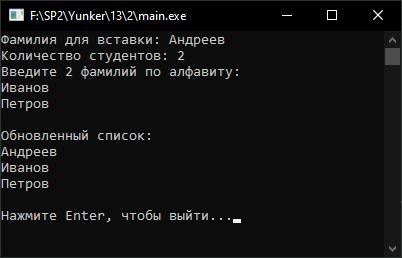 F:\SP2\Yunker\13\2\main.exe
Фамилия для вставки: Андреев
Количество студентов: 2
Введите 2 фамилий по алфавиту:
Иванов
Петров
Обновленный список:
Андреев
Иванов
Петров
Нажмите Enter, чтобы выйти...